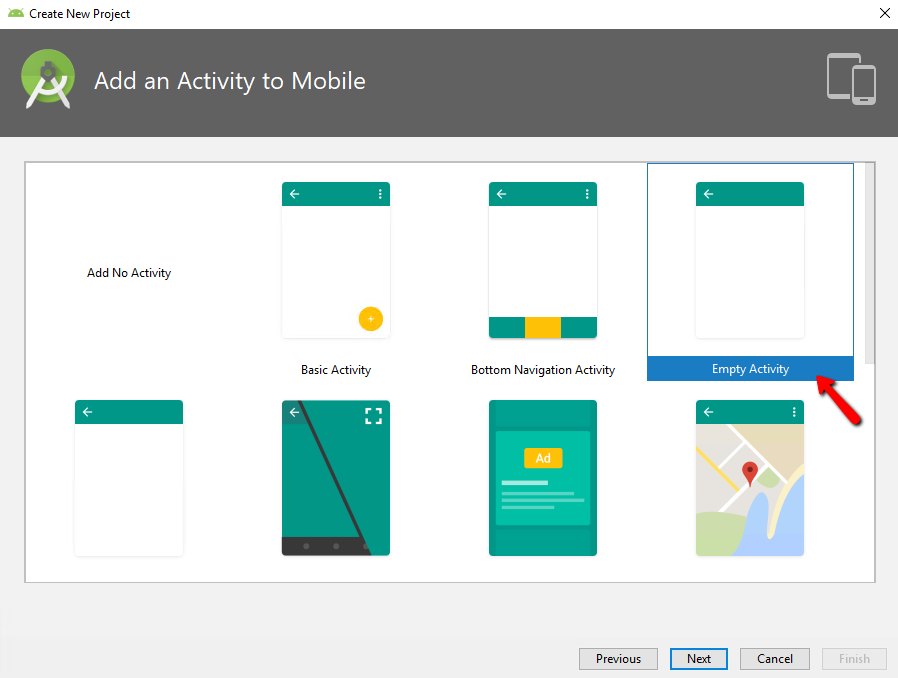 Create New Project
Add an Activity to Mobile
Add No Activity
Basic Activity
Bottom Navigation Activity
Empty Activity
Ad
Previous
Next
Cancel
Finish